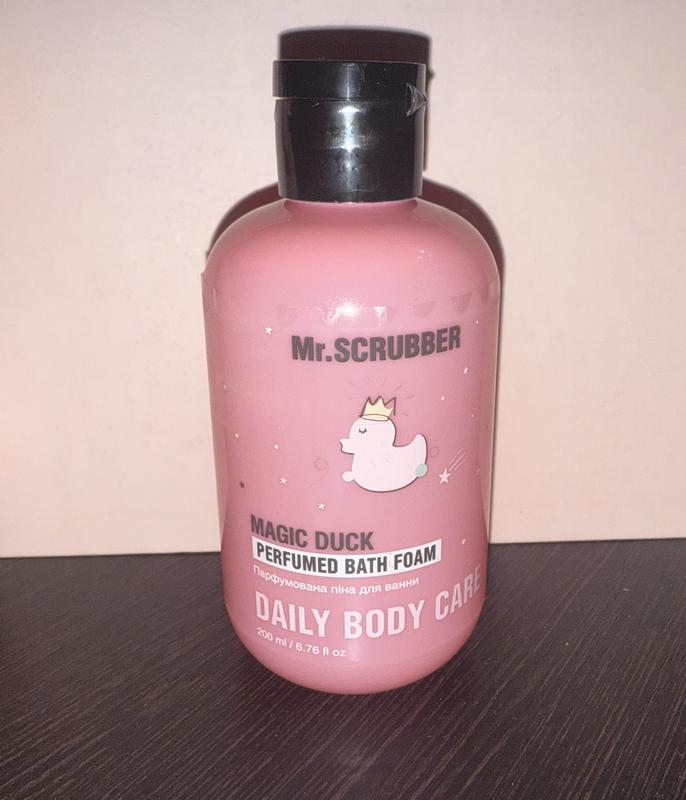 Mr.SCRUBBER
MAGIC DUCK
PERFUMED BATH FOAM
Парфумована піна для ванни
DAILY BODY CARE
200 ml / 6.76 fl oz